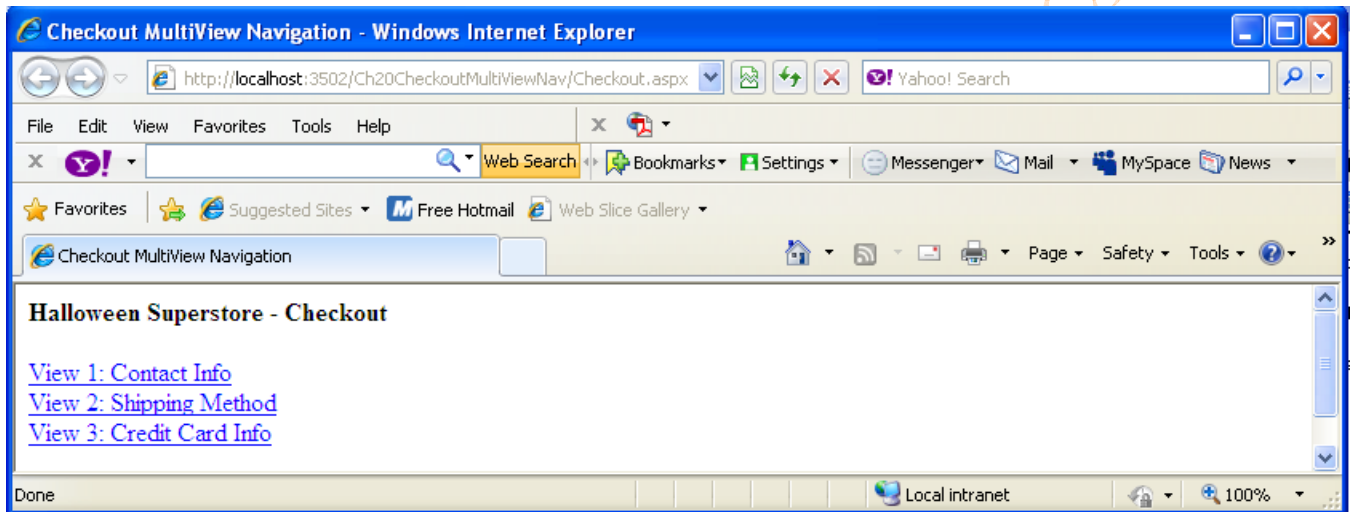 Checkout MultiView Navigation - Windows Internet Explorer
http://localhost:3502/Ch20CheckoutMultiViewNav/Checkout.aspx Yahoo! Search
File Edit View Favorites Tools Help x
x Y! Web Search Bookmarks Settings Messenger Mail MySpace News
Favorites Suggested Sites Free Hotmail Web Slice Gallery
Checkout MultiView Navigation Page Safety Tools »
Halloween Superstore - Checkout
View 1: Contact Info
View 2: Shipping Method
View 3: Credit Card Info
Done Local intranet 100%